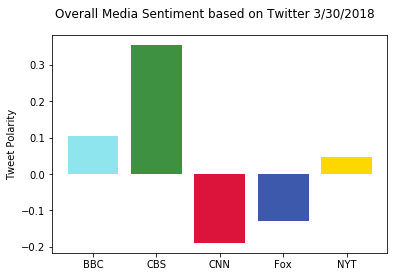 Overall Media Sentiment based on Twitter 3/30/2018
Tweet Polarity
0.3
0.2
0.1
0.0
−0.1
−0.2
BBC CBS CNN Fox NYT